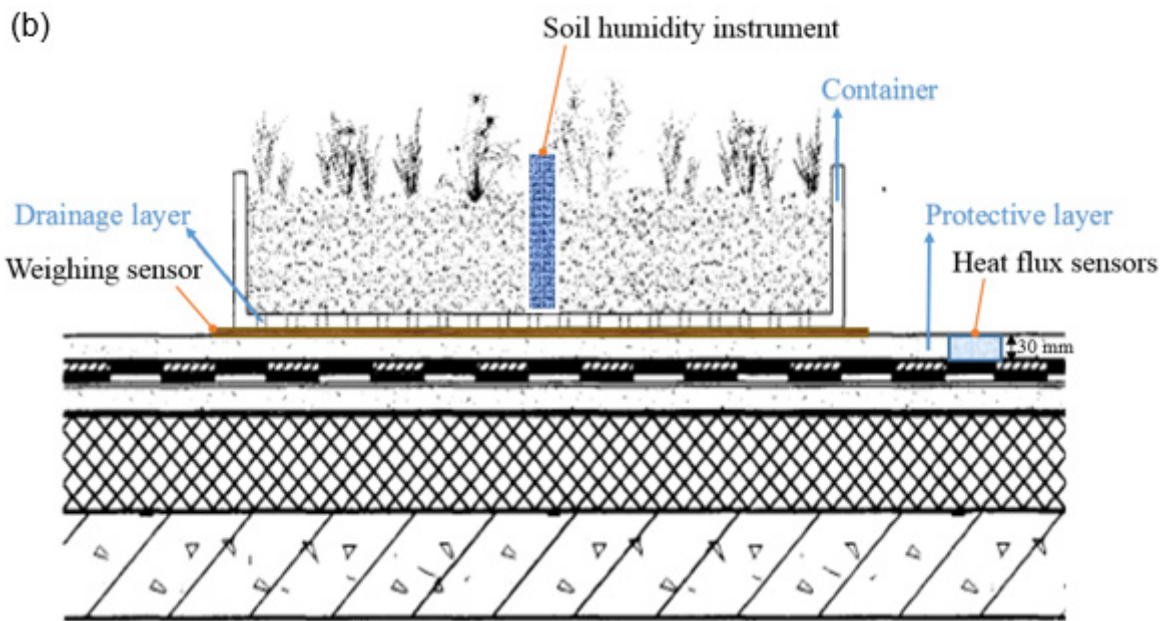 (b)
Soil humidity instrument
Container
Drainage layer
Protective layer
Weighing sensor
Heat flux sensors
30 mm